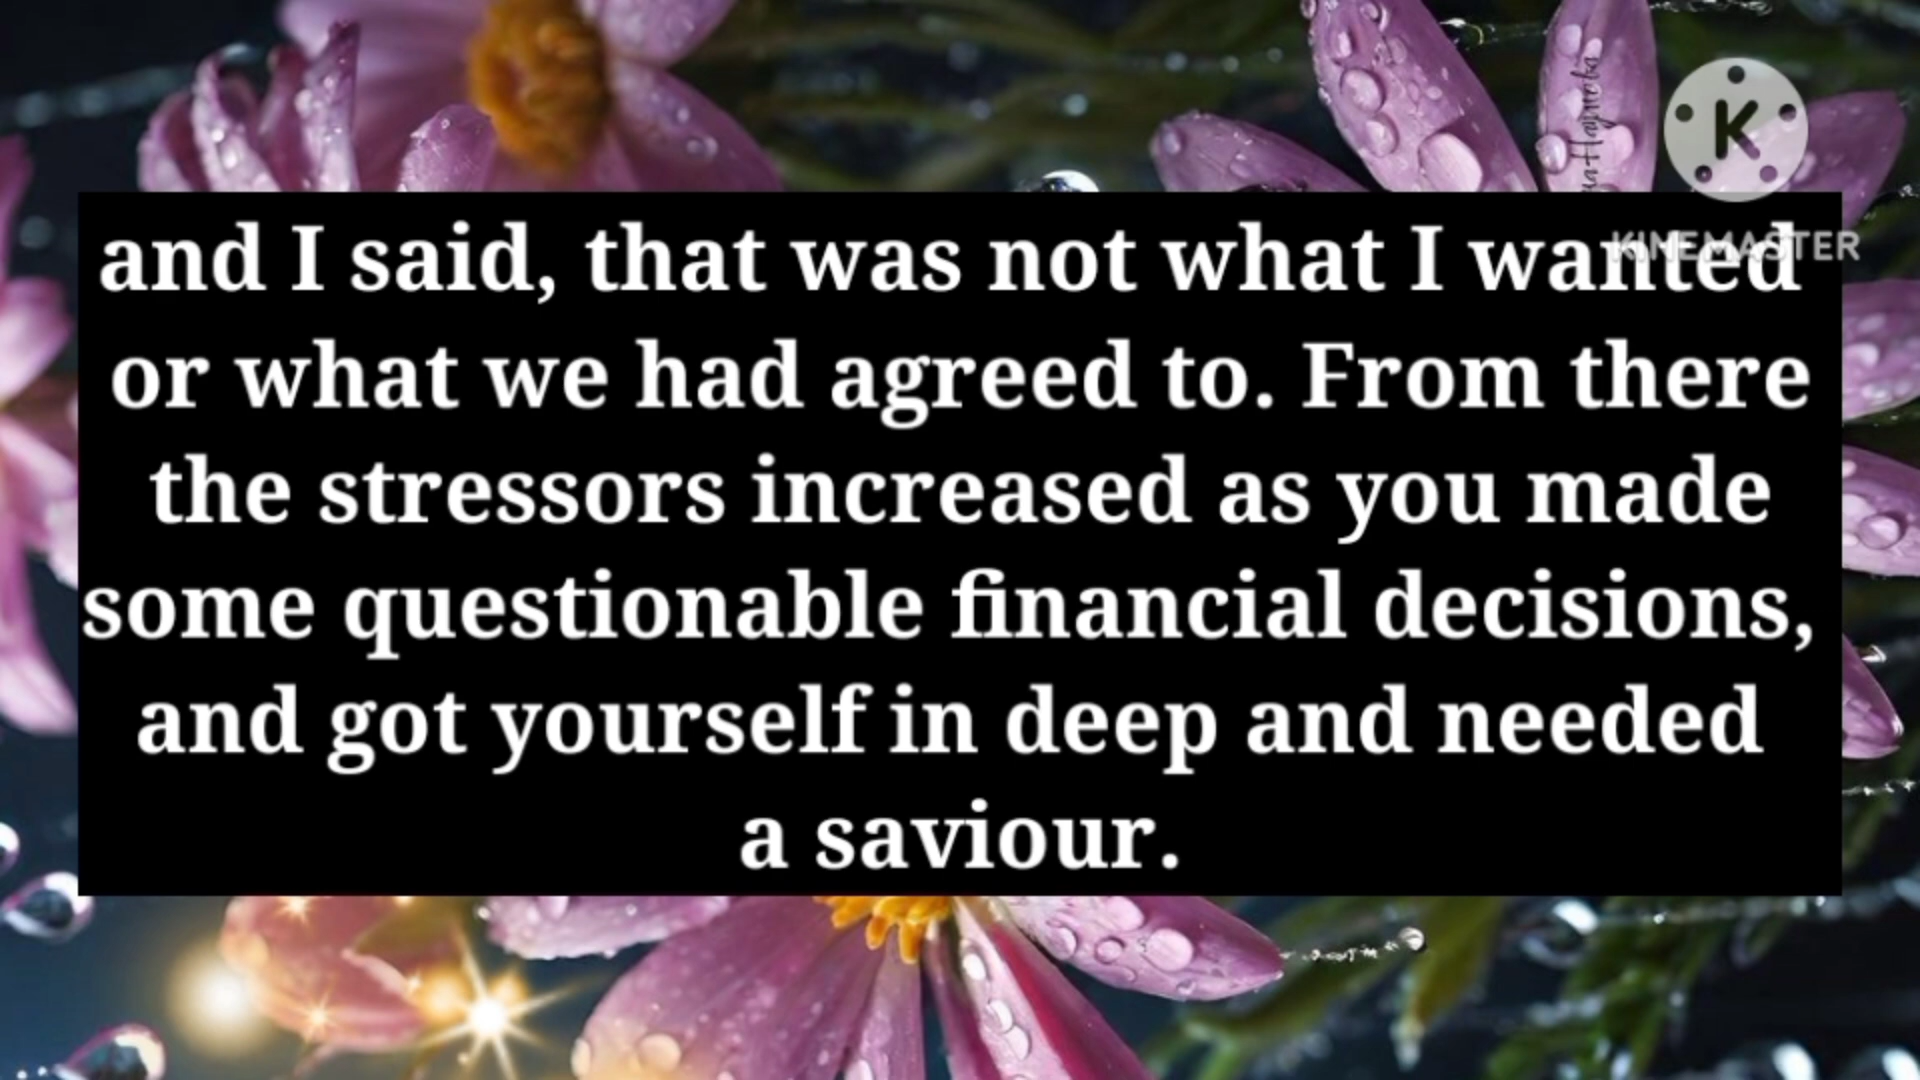 and I said, that was not what I wanted
or what we had agreed to. From there
the stressors increased as you made
some questionable financial decisions,
and got yourself in deep and needed
a saviour.
K
KINEMASTER